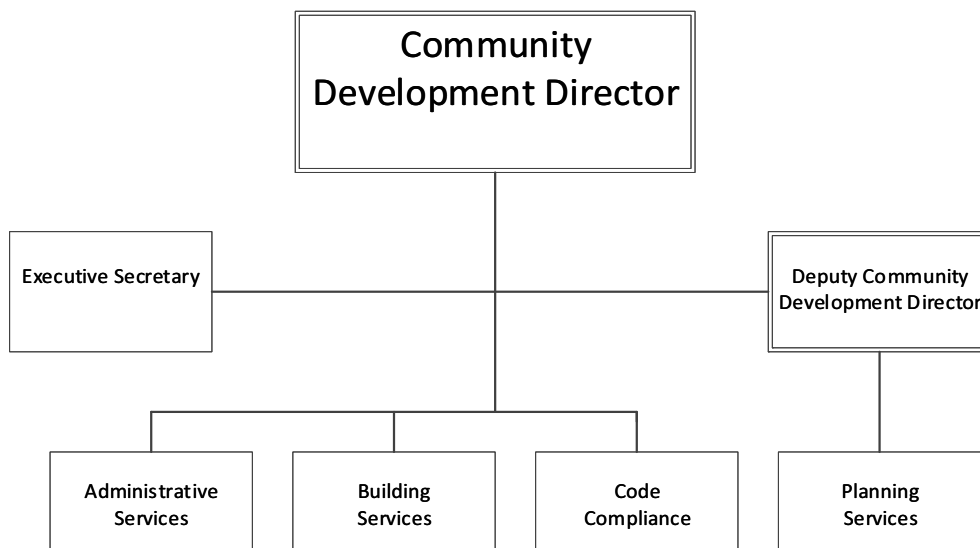 Community
Development Director
Executive Secretary
Deputy Community
Development Director
Administrative
Services
Building
Services
Code
Compliance
Planning
Services